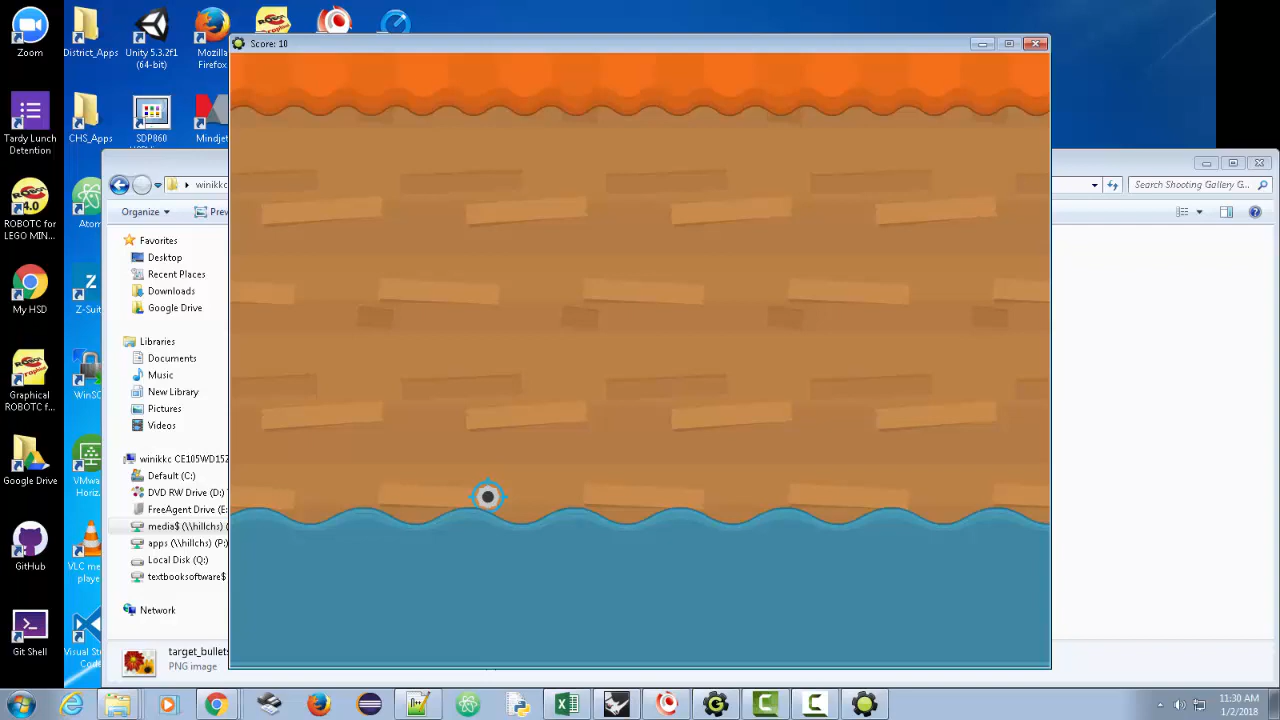 Zoom
District_Apps
Unity 5.3.2f1
(64-bit)
Mozilla
Firefox
Score: 10
Tardy Lunch
Detention
CHS_Apps
SDP860
Mindjet
winikkc
Search Shooting Gallery G...
Organize
Prev
ROBOTC for
LEGO MIN...
Atom
Favorites
Desktop
Recent Places
Downloads
Google Drive
My HSD
Z-Suit
Libraries
Documents
Music
New Library
Pictures
Videos
Graphical
ROBOTC f...
WinSC
winikkc CE105WD152
Default (C:)
DVD RW Drive (D:)
FreeAgent Drive (G:
media$ (\\hillchs) (
apps (\\hillchs) (P:)
Local Disk (Q:)
textbooksoftware$
Network
Google Drive
VMwa
Horiz.
GitHub
VLC me
playe
Git Shell
Visual St
Code
target_bullets
PNG image
11:30 AM
1/2/2018